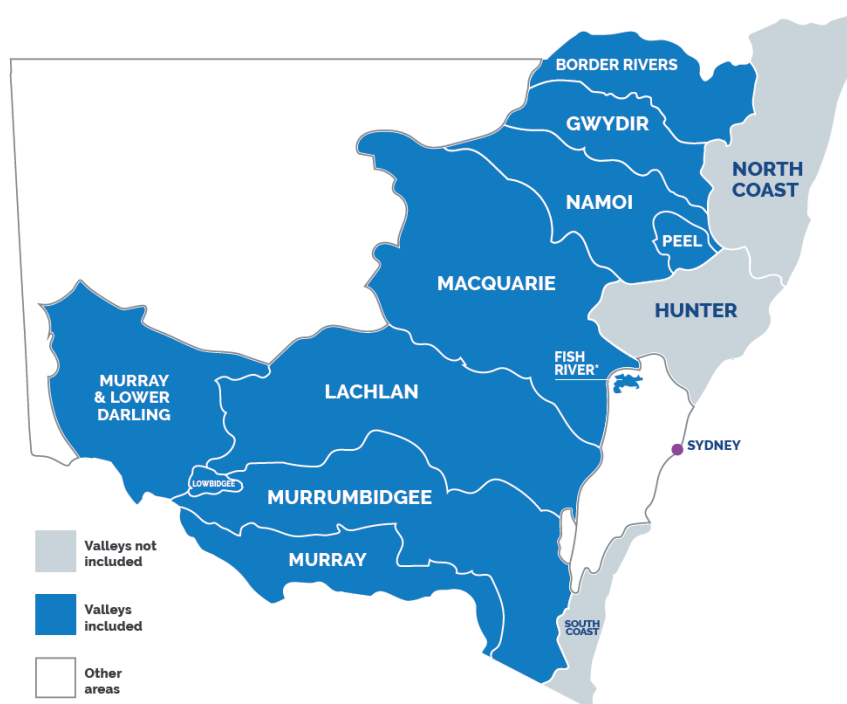 BORDER RIVERS
GWYDIR
NORTH
COAST
NAMOI
PEEL
MACQUARIE
HUNTER
FISH
RIVER*
MURRAY
& LOWER
DARLING
LACHLAN
SYDNEY
LOWBIDGEE
MURRUMBIDGEE
MURRAY
SOUTH
COAST
Valleys not
included
Valleys
included
Other
areas